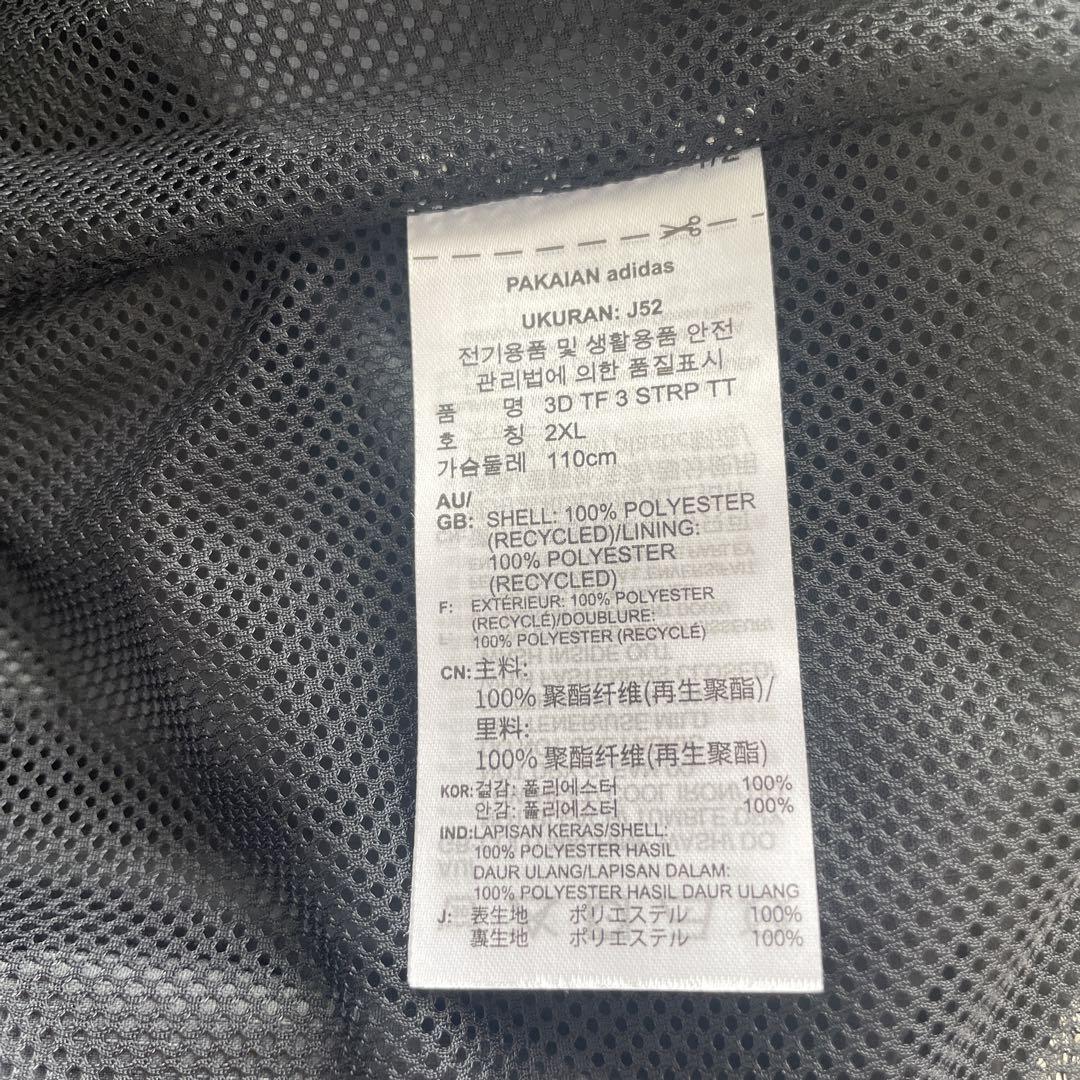 PAKAIAN adidas
UKURAN: J52
전기용품 및 생활용품 안전
관리법에 의한 품질표시
품 명 3D TF 3 STRP TT
호 칭 2XL
가슴둘레 110cm
AU/
GB: SHELL: 100% POLYESTER
(RECYCLED)/LINING:
100% POLYESTER
(RECYCLED)
F: EXTÉRIEUR: 100% POLYESTER
(RECYCLÉ)/DOUBLURE:
100% POLYESTER (RECYCLÉ)
CN: 主料:
100% 聚酯纤维(再生聚酯)/
里料:
100% 聚酯纤维(再生聚酯)
KOR: 겉감: 폴리에스터 100%
안감: 폴리에스터 100%
IND: LAPISAN KERAS/SHELL:
100% POLYESTER HASIL
DAUR ULANG/LAPISAN DALAM:
100% POLYESTER HASIL DAUR ULANG
J: 表生地 ポリエステル 100%
裏生地 ポリエステル 100%